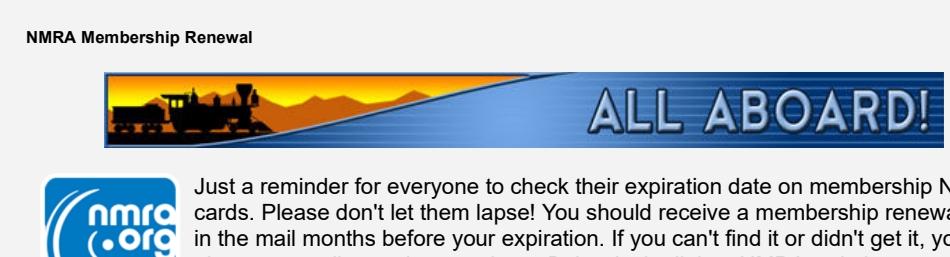 NMRA Membership Renewal
ALL ABOARD!
nmra
.org
Just a reminder for everyone to check their expiration date on membership
cards. Please don't let them lapse! You should receive a membership
in the mail months before your expiration. If you can't find it or didn't get it,